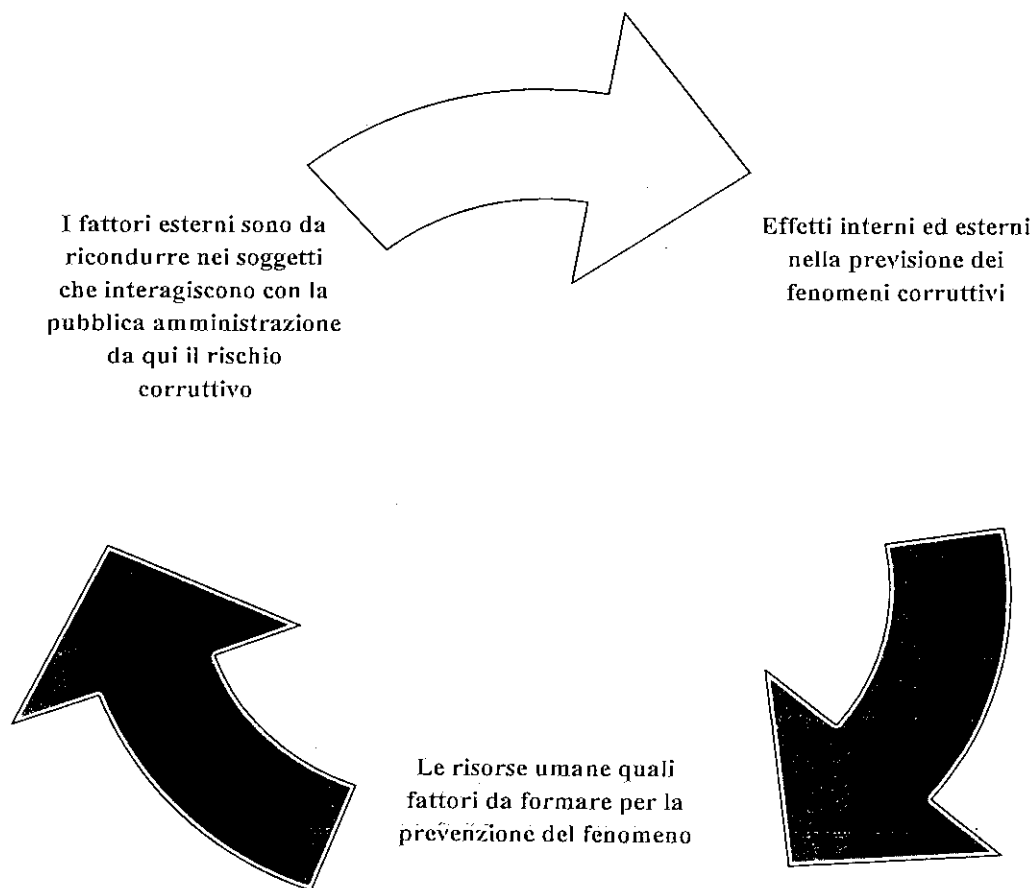 I fattori esterni sono da
ricondurre nei soggetti
che interagiscono con la
pubblica amministrazione
da qui il rischio
corruttivo
Effetti interni ed esterni
nella previsione dei
fenomeni corruttivi
Le risorse umane quali
fattori da formare per la
prevenzione del fenomeno